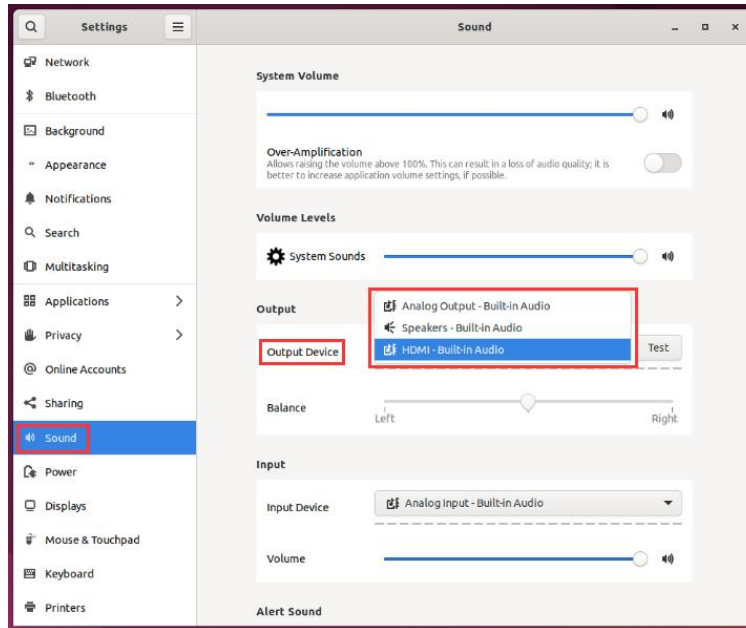 Settings
Sound
Network
Bluetooth
Background
Appearance
Notifications
Search
Multitasking
Applications
Privacy
Online Accounts
Sharing
Sound
Power
Displays
Mouse & Touchpad
Keyboard
Printers
System Volume
Over-Amplification
Allows raising the volume above 100%. This can result in a loss of audio quality; it is
better to increase application volume settings, if possible.
Volume Levels
System Sounds
Output
Analog Output - Built-in Audio
Speakers - Built-in Audio
Output Device
HDMI - Built-in Audio
Test
Balance
Left
Right
Input
Input Device
Analog Input - Built-in Audio
Volume
Alert Sound